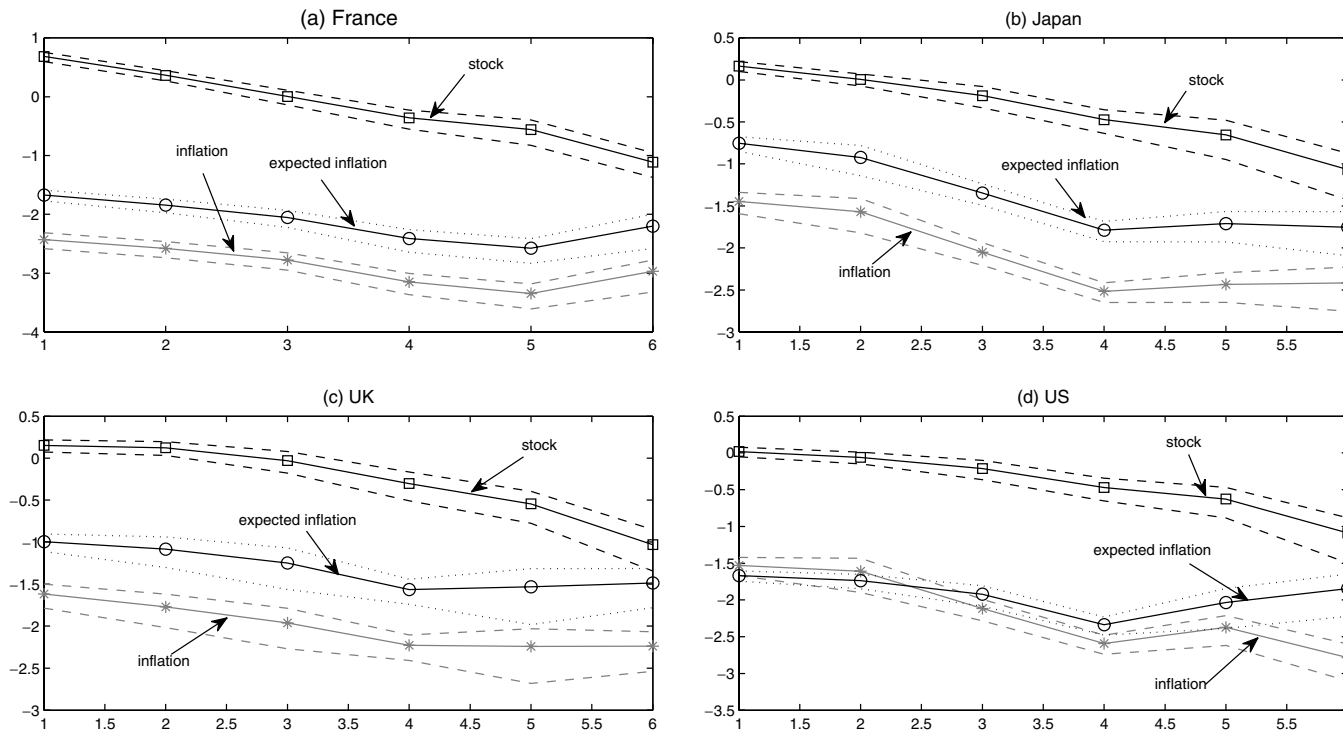 (a) France
1
0
−1
−2
−3
−4
stock
inflation
expected inflation
1 2 3 4 5 6
(b) Japan
0.5
0
−0.5
−1
−1.5
−2
−2.5
−3
stock
expected inflation
inflation
1 1.5 2 2.5 3 3.5 4 4.5 5 5.5
(c) UK
0.5
0
−0.5
−1
−1.5
−2
−2.5
−3
stock
expected inflation
inflation
1 1.5 2 2.5 3 3.5 4 4.5 5 5.5 6
(d) US
0.5
0
−0.5
−1
−1.5
−2
−2.5
−3
−3.5
stock
expected inflation
inflation
1 1.5 2 2.5 3 3.5 4 4.5 5 5.5